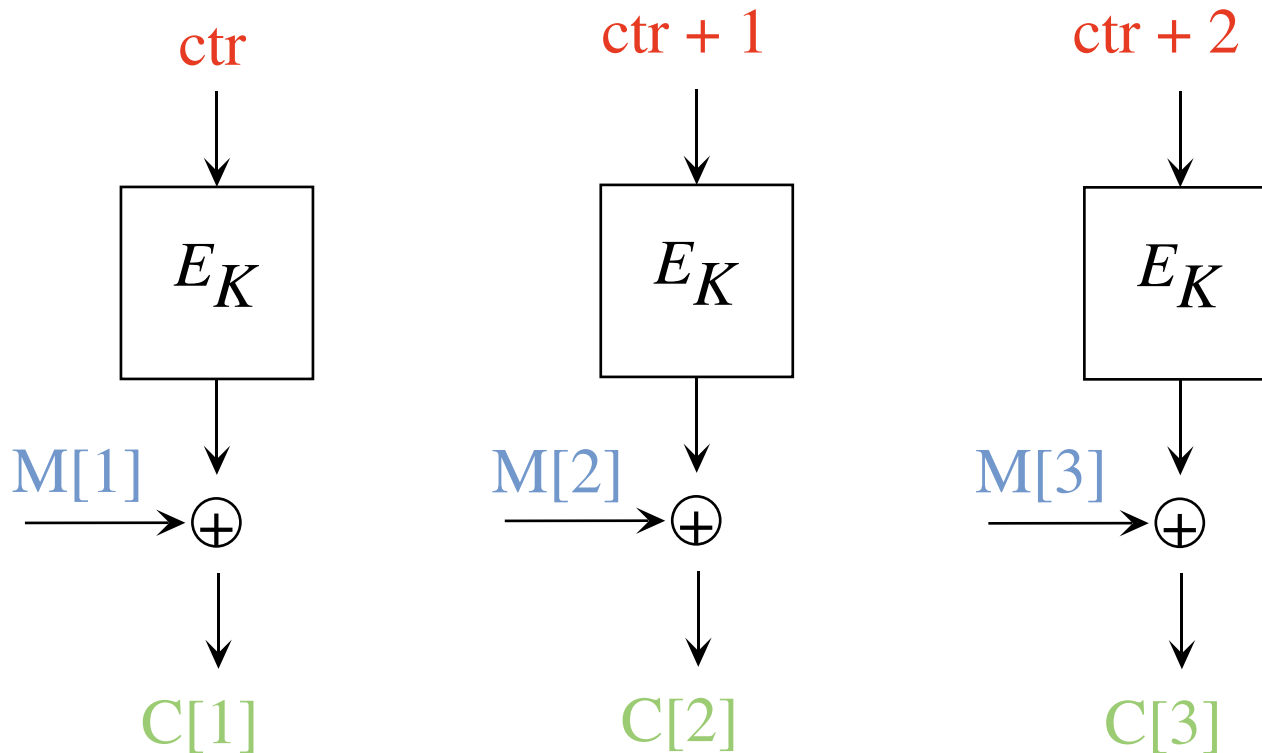 ctr
ctr + 1
ctr + 2
E_K
E_K
E_K
M[1]
M[2]
M[3]
+
+
+
C[1]
C[2]
C[3]